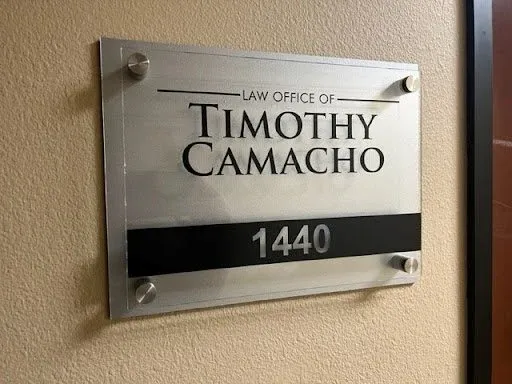 LAW OFFICE OF
TIMOTHY
CAMACHO
1440